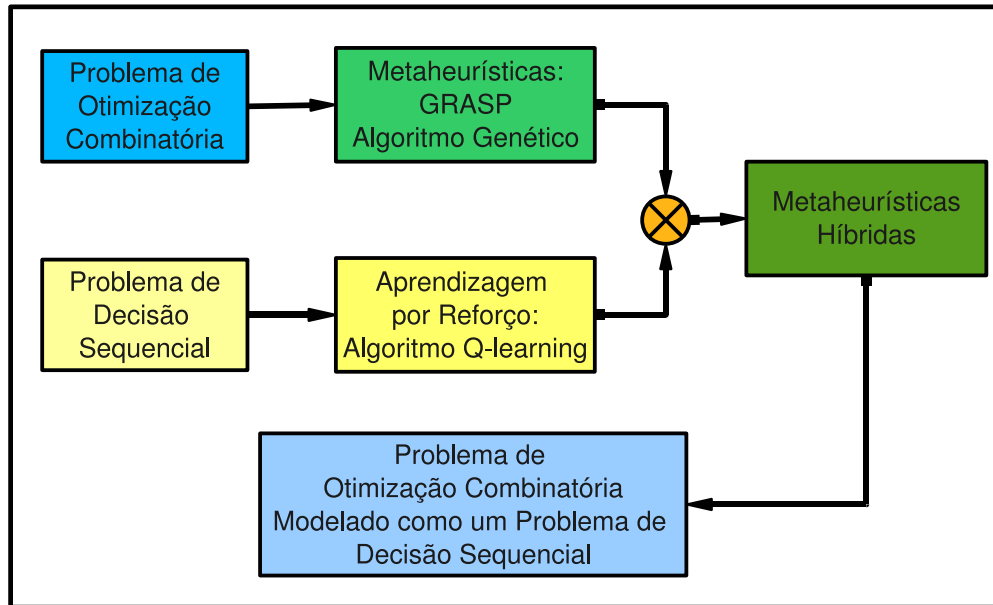 Problema de
Otimização
Combinatória
Metaheurísticas:
GRASP
Algoritmo Genético
Metaheurísticas
Híbridas
Problema de
Decisão
Sequencial
Aprendizagem
por Reforço:
Algoritmo Q-learning
Problema de
Otimização Combinatória
Modelado como um Problema de
Decisão Sequencial